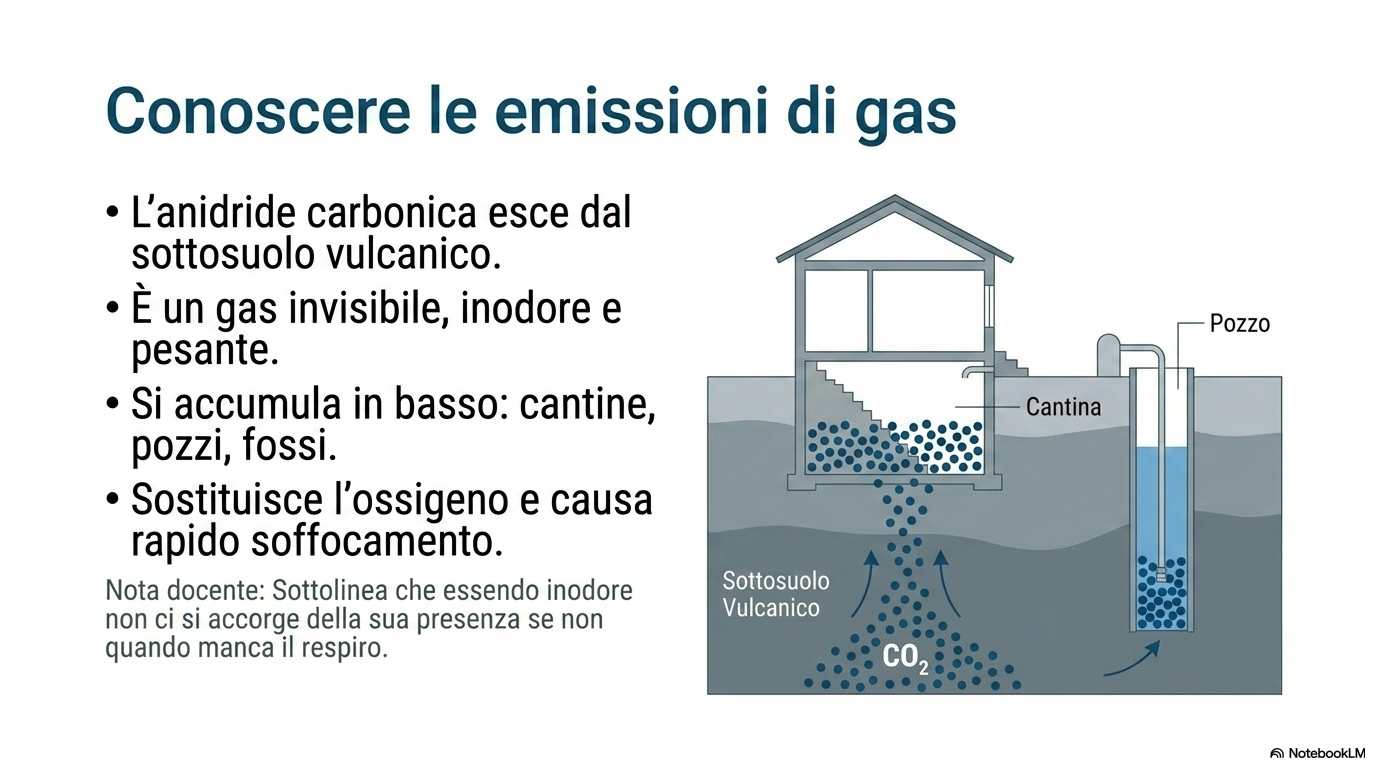 Conoscere le emissioni di gas
• L’anidride carbonica esce dal
sottosuolo vulcanico.
• È un gas invisibile, inodore e
pesante.
• Si accumula in basso: cantine,
pozzi, fossi.
• Sostituisce l’ossigeno e causa
rapido soffocamento.
Nota docente: Sottolinea che essendo inodore
non ci si accorge della sua presenza se non
quando manca il respiro.
Pozzo
Cantina
Sottosuolo
Vulcanico
CO₂
NotebookLM